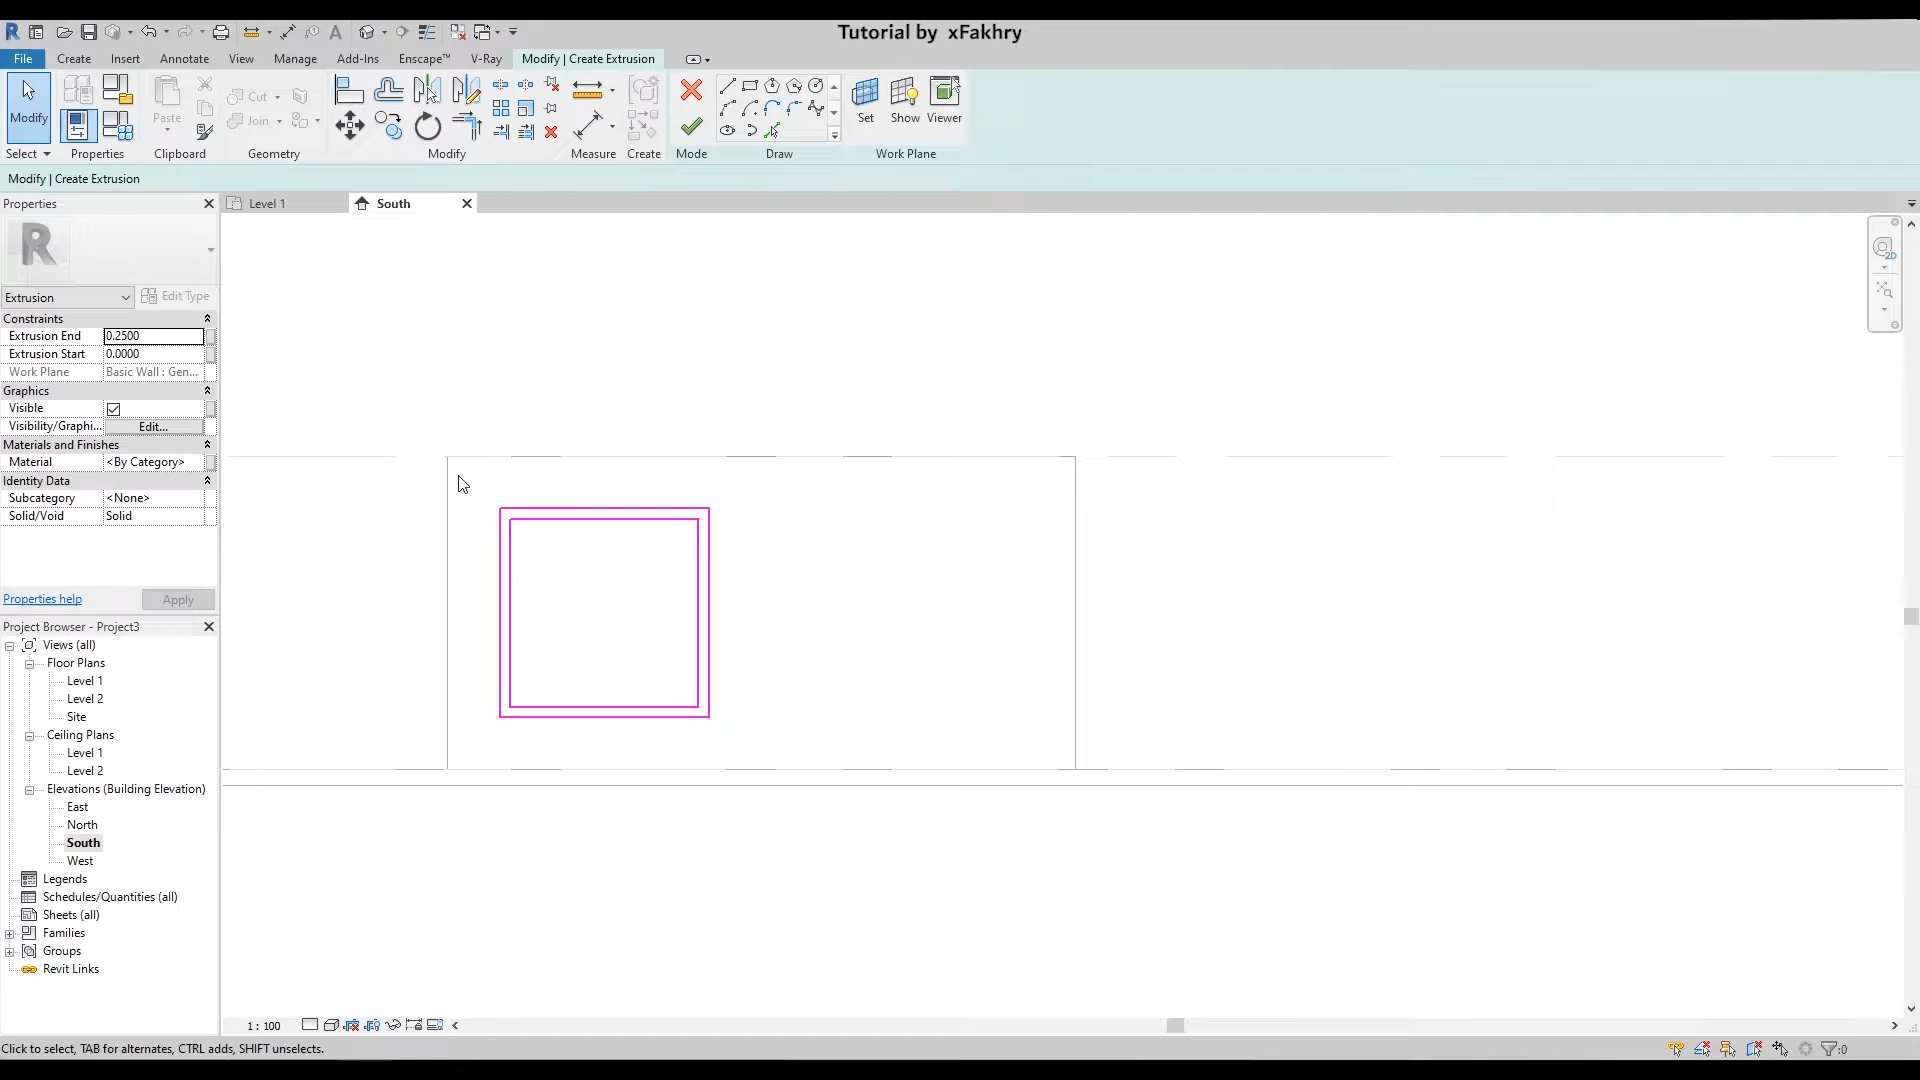 Tutorial by xFakhry
File Create Insert Annotate View Manage Add-Ins Enscape™ V-Ray Modify | Create Extrusion
Modify
Paste
Cut
Join
Set Show Viewer
Select Properties Clipboard Geometry Modify Measure Create Mode Draw Work Plane
Modify | Create Extrusion
Properties
Level 1
South
R
2D
Extrusion
Edit Type
Constraints
Extrusion End 0.2500
Extrusion Start 0.0000
Work Plane Basic Wall : Gen...
Graphics
Visible
Visibility/Graphi... Edit...
Materials and Finishes
Material <By Category>
Identity Data
Subcategory <None>
Solid/Void Solid
Properties help
Apply
Project Browser - Project3
Views (all)
Floor Plans
Level 1
Level 2
Site
Ceiling Plans
Level 1
Level 2
Elevations (Building Elevation)
East
North
South
West
Legends
Schedules/Quantities (all)
Sheets (all)
Families
Groups
Revit Links
1 : 100
Click to select, TAB for alternates, CTRL adds, SHIFT unselects.
:0